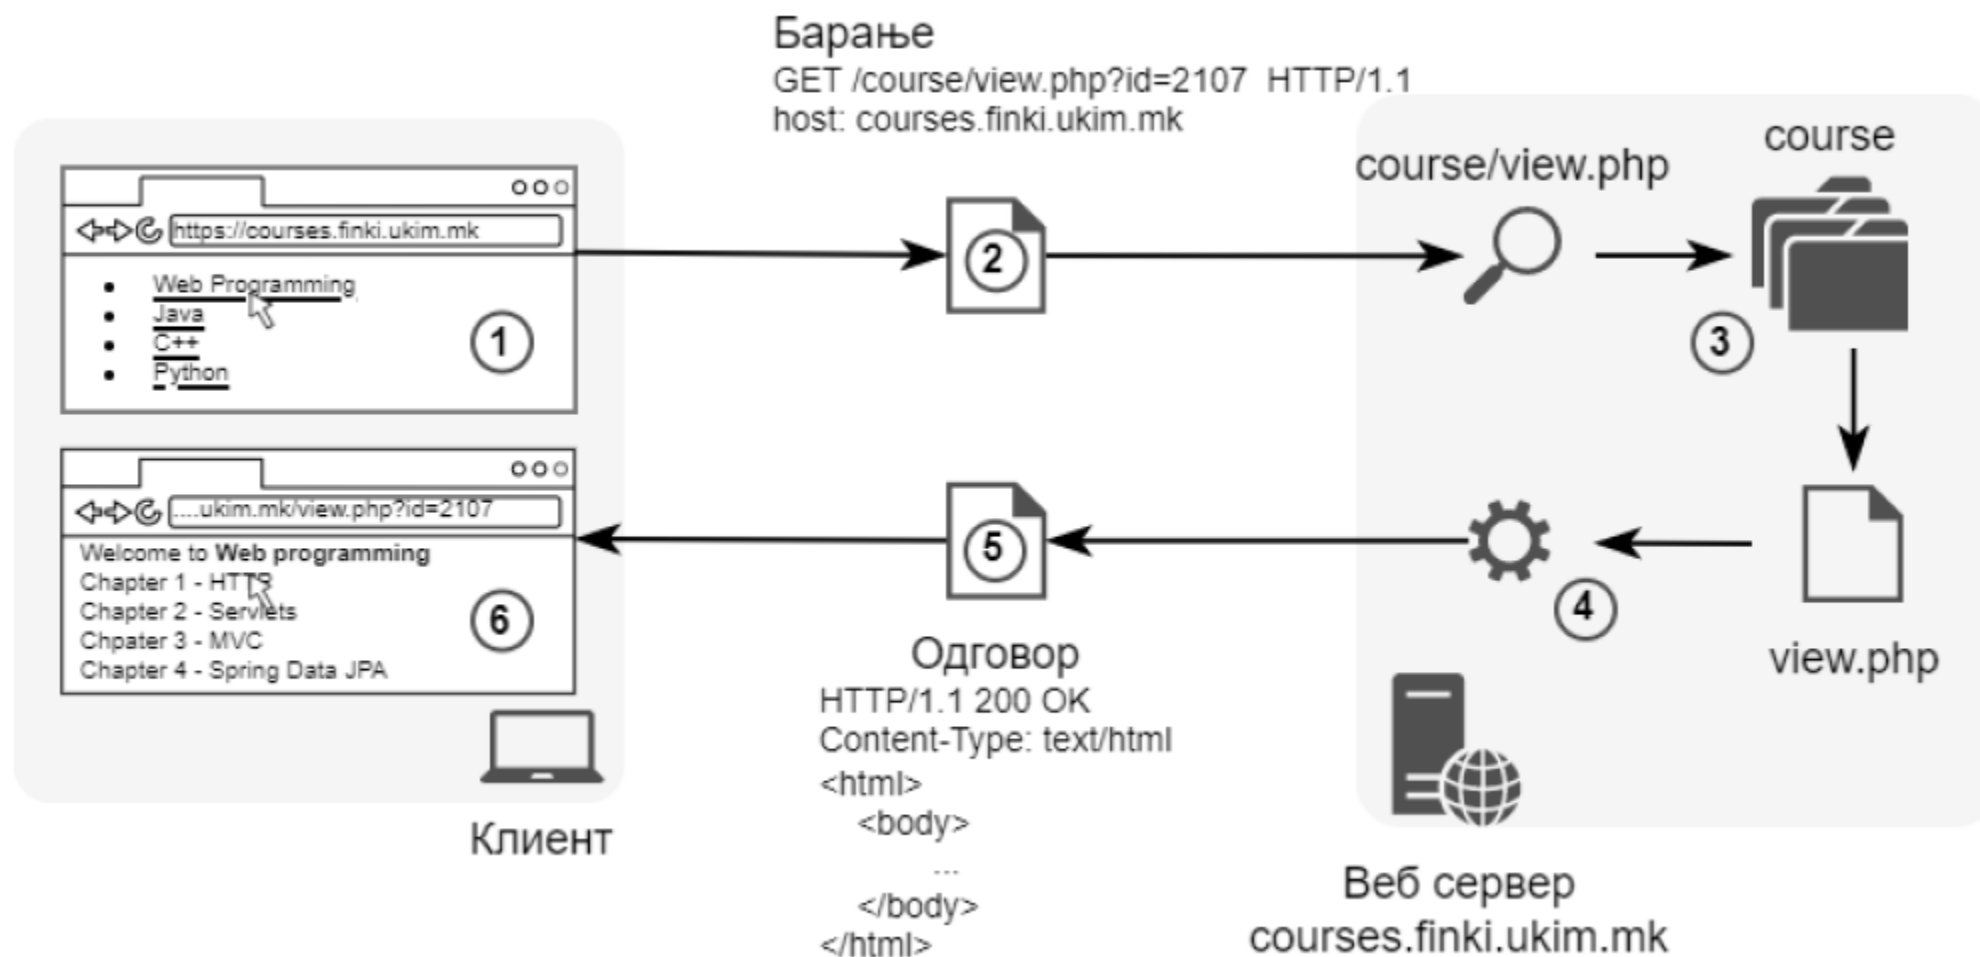 Барање
GET /course/view.php?id=2107 HTTP/1.1
host: courses.finki.ukim.mk
https://courses.finki.ukim.mk
Web Programming
Java
C++
Python
1
2
course/view.php
course
3
view.php
4
5
Одговор
HTTP/1.1 200 OK
Content-Type: text/html
<html>
<body>
...
</body>
</html>
....ukim.mk/view.php?id=2107
Welcome to Web programming
Chapter 1 - HTTP
Chapter 2 - Servlets
Chpater 3 - MVC
Chapter 4 - Spring Data JPA
6
Клиент
Веб сервер
courses.finki.ukim.mk